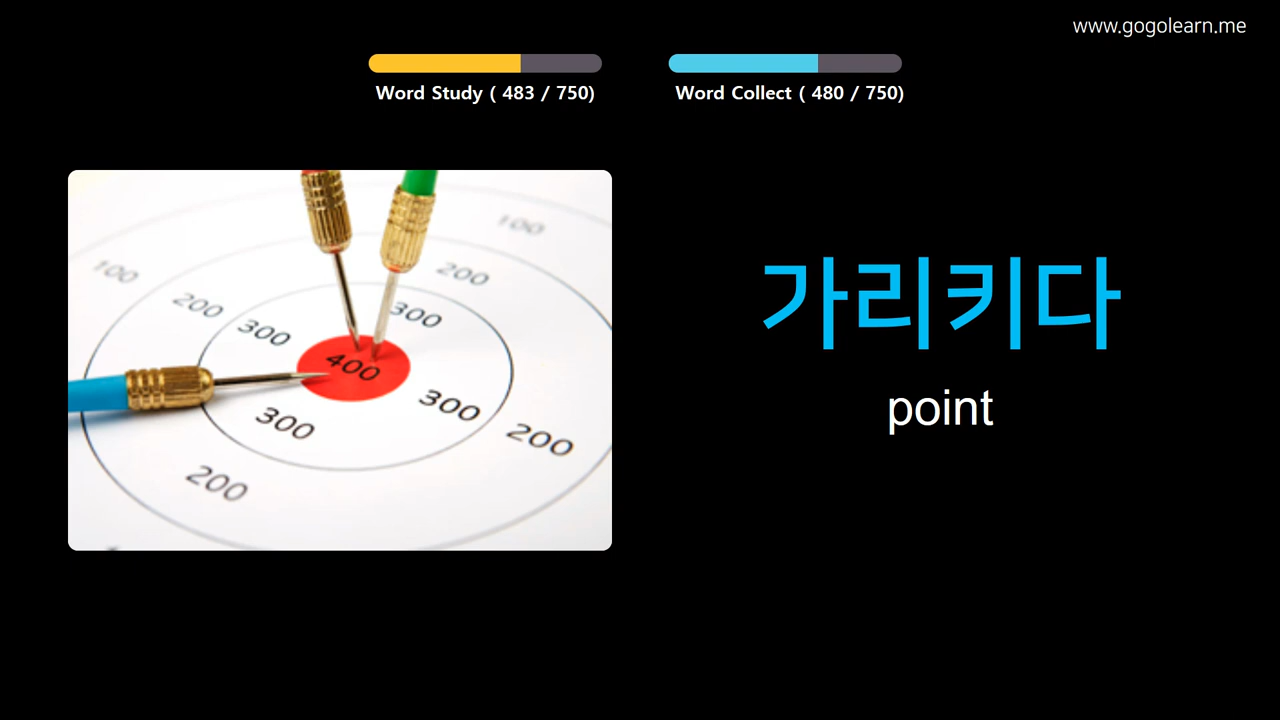 www.gogolearn.me
Word Study ( 483 / 750)
Word Collect ( 480 / 750)
100
100
200
200
300
300
400
300
300
200
200
가리키다
point